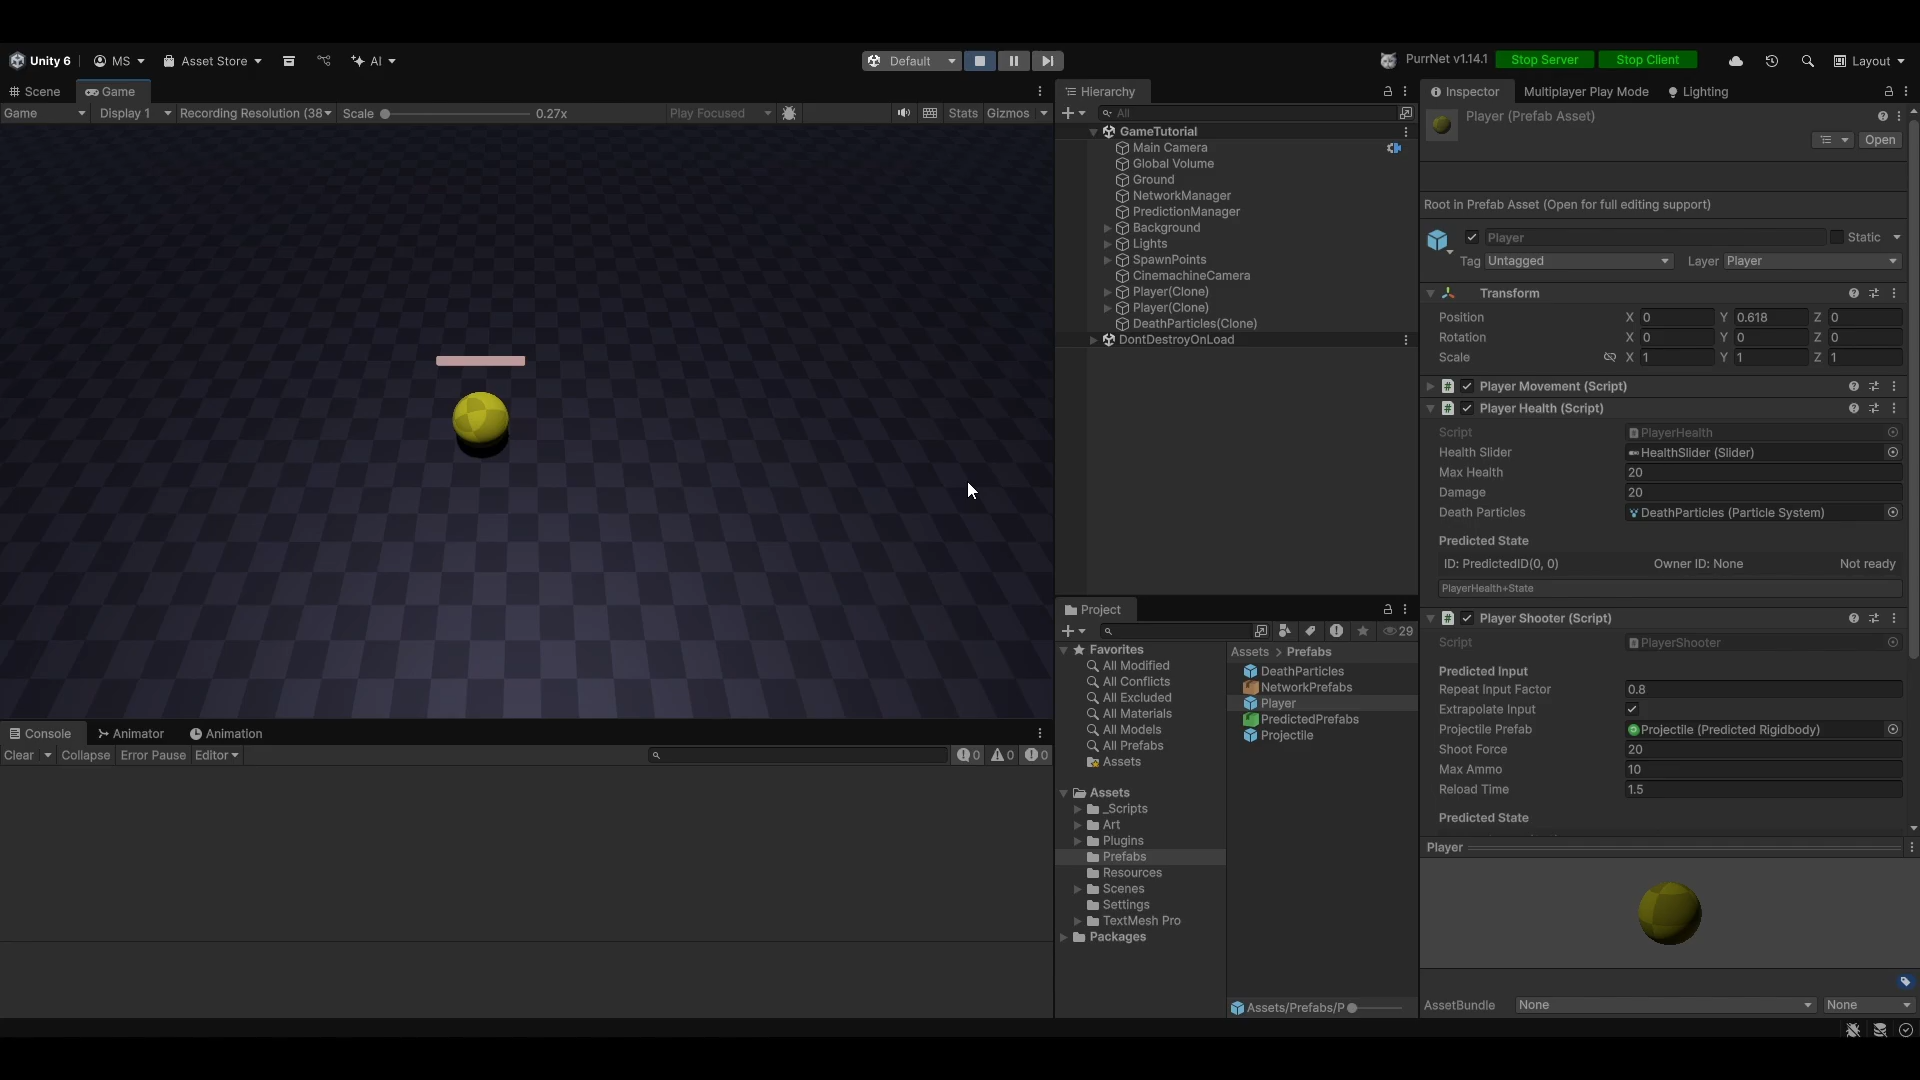 Unity 6 MS Asset Store AI Default PurrNet v1.14.1 Stop Server Stop Client Layout
Scene Game
Game Display 1 Recording Resolution (38 Scale 0.27x Play Focused Stats Gizmos
Hierarchy
All
GameTutorial
Main Camera
Global Volume
Ground
NetworkManager
PredictionManager
Background
Lights
SpawnPoints
CinemachineCamera
Player(Clone)
Player(Clone)
DeathParticles(Clone)
DontDestroyOnLoad
Console Animator Animation
Clear Collapse Error Pause Editor 0 0 0
Project
29
Favorites
All Modified
All Conflicts
All Excluded
All Materials
All Models
All Prefabs
Assets
Assets
_Scripts
Art
Plugins
Prefabs
Resources
Scenes
Settings
TextMesh Pro
Packages
Assets > Prefabs
DeathParticles
NetworkPrefabs
Player
PredictedPrefabs
Projectile
Assets/Prefabs/P
Inspector Multiplayer Play Mode Lighting
Player (Prefab Asset)
Open
Root in Prefab Asset (Open for full editing support)
Player Static
Tag Untagged Layer Player
Transform
Position X 0 Y 0.618 Z 0
Rotation X 0 Y 0 Z 0
Scale X 1 Y 1 Z 1
# Player Movement (Script)
# Player Health (Script)
Script PlayerHealth
Health Slider HealthSlider (Slider)
Max Health 20
Damage 20
Death Particles DeathParticles (Particle System)
Predicted State
ID: PredictedID(0, 0) Owner ID: None Not ready
PlayerHealth+State
# Player Shooter (Script)
Script PlayerShooter
Predicted Input
Repeat Input Factor 0.8
Extrapolate Input
Projectile Prefab Projectile (Predicted Rigidbody)
Shoot Force 20
Max Ammo 10
Reload Time 1.5
Predicted State
Player
AssetBundle None None